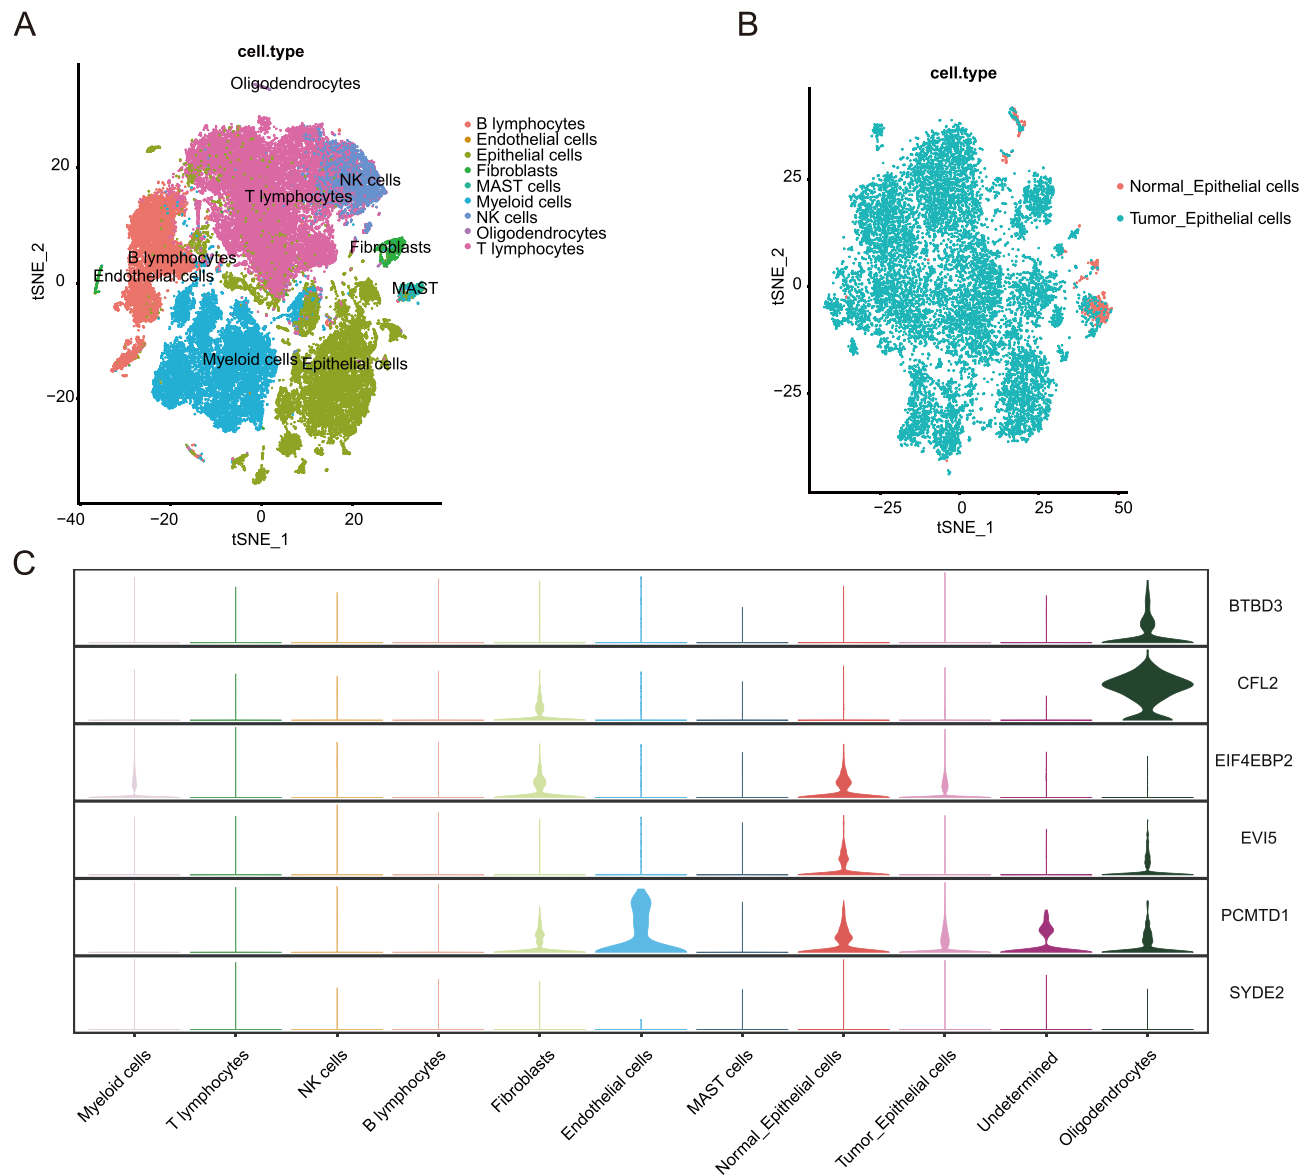 A
cell.type
Oligodendrocytes
NK cells
T lymphocytes
B lymphocytes
Endothelial cells
Fibroblasts
MAST
Myeloid cells
Epithelial cells
20
0
−20
tSNE_2
−40
−20
0
20
tSNE_1
B lymphocytes
Endothelial cells
Epithelial cells
Fibroblasts
MAST cells
Myeloid cells
NK cells
Oligodendrocytes
T lymphocytes
B
cell.type
25
0
−25
tSNE_2
−25
0
25
50
tSNE_1
Normal_Epithelial cells
Tumor_Epithelial cells
C
BTBD3
CFL2
EIF4EBP2
EVI5
PCMTD1
SYDE2
Myeloid cells
T lymphocytes
NK cells
B lymphocytes
Fibroblasts
Endothelial cells
MAST cells
Normal_Epithelial cells
Tumor_Epithelial cells
Undetermined
Oligodendrocytes